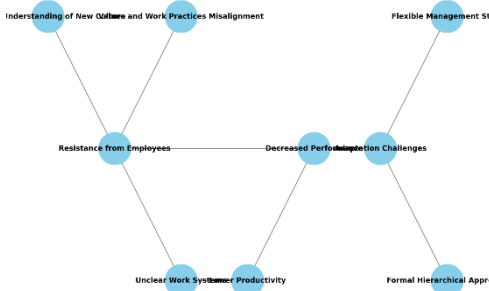 Understanding of New Culture
Values and Work Practices Misalignment
Flexible Management St
Resistance from Employees
Decreased Performance
Adaptation Challenges
Unclear Work Systems
Lower Productivity
Formal Hierarchical Appro